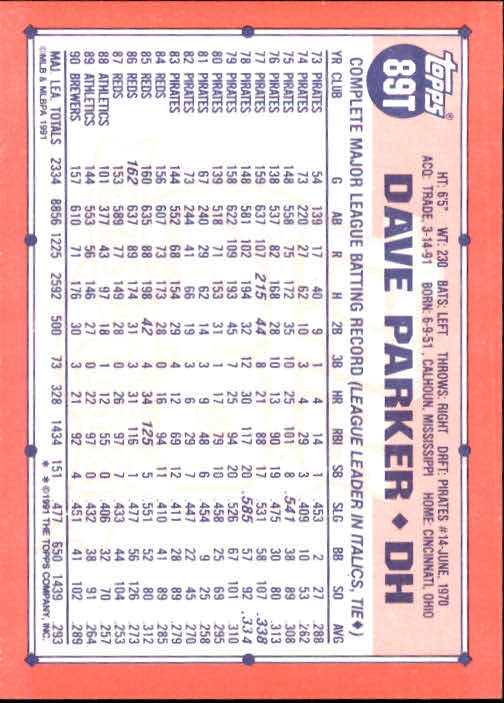 topps®
89T
DAVE PARKER ◆ DH
HT: 6'5" WT: 230 BATS: LEFT THROWS: RIGHT DRFT: PIRATES #14-JUNE, 1970
ACQ: TRADE, 3-14-91 BORN: 6-9-51, CALHOUN, MISSISSIPPI HOME: CINCINNATI, OHIO
COMPLETE MAJOR LEAGUE BATTING RECORD (LEAGUE LEADER IN ITALICS, TIE◆)
YR CLUB G AB R H 2B 3B HR RBI SB SLG BB SO AVG
73 PIRATES 54 139 17 40 9 1 4 14 1 .453 2 27 .288
74 PIRATES 73 220 27 62 10 3 4 29 3 .409 10 53 .282
75 PIRATES 148 558 75 172 35 10 25 101 8 .541 38 89 .308
76 PIRATES 138 537 82 168 28 10 13 90 19 .475 30 80 .313
77 PIRATES 159 637 107 215 44 8 21 88 17 .531 58 107 .338
78 PIRATES 148 581 102 194 32 12 30 117 20 .585 57 92 .334
79 PIRATES 158 622 109 193 45 7 25 94 20 .526 67 101 .310
80 PIRATES 139 518 71 153 31 1 17 79 10 .458 25 69 .295
81 PIRATES 67 240 29 62 14 3 9 48 6 .454 9 25 .258
82 PIRATES 73 244 41 66 19 3 6 29 7 .447 22 45 .270
83 PIRATES 144 552 68 154 29 4 12 69 12 .411 28 89 .279
84 REDS 156 607 73 173 28 0 16 94 11 .410 41 89 .285
85 REDS 160 635 88 198 42 4 34 125 5 .551 52 80 .312
86 REDS 162 637 89 174 31 3 31 116 1 .477 56 126 .273
87 REDS 153 589 77 149 28 0 26 97 7 .433 44 104 .253
88 ATHLETICS 101 377 43 97 18 1 12 55 0 .406 32 70 .257
89 ATHLETICS 144 553 56 146 27 0 22 97 0 .432 38 91 .264
90 BREWERS 157 610 71 176 30 3 21 92 4 .451 41 102 .289
MAJ. LEA. TOTALS 2334 8856 1225 2592 500 73 328 1434 151 .477 650 1439 .293
©MLB & MLBPA 1991 * * ©1991 THE TOPPS COMPANY, INC.